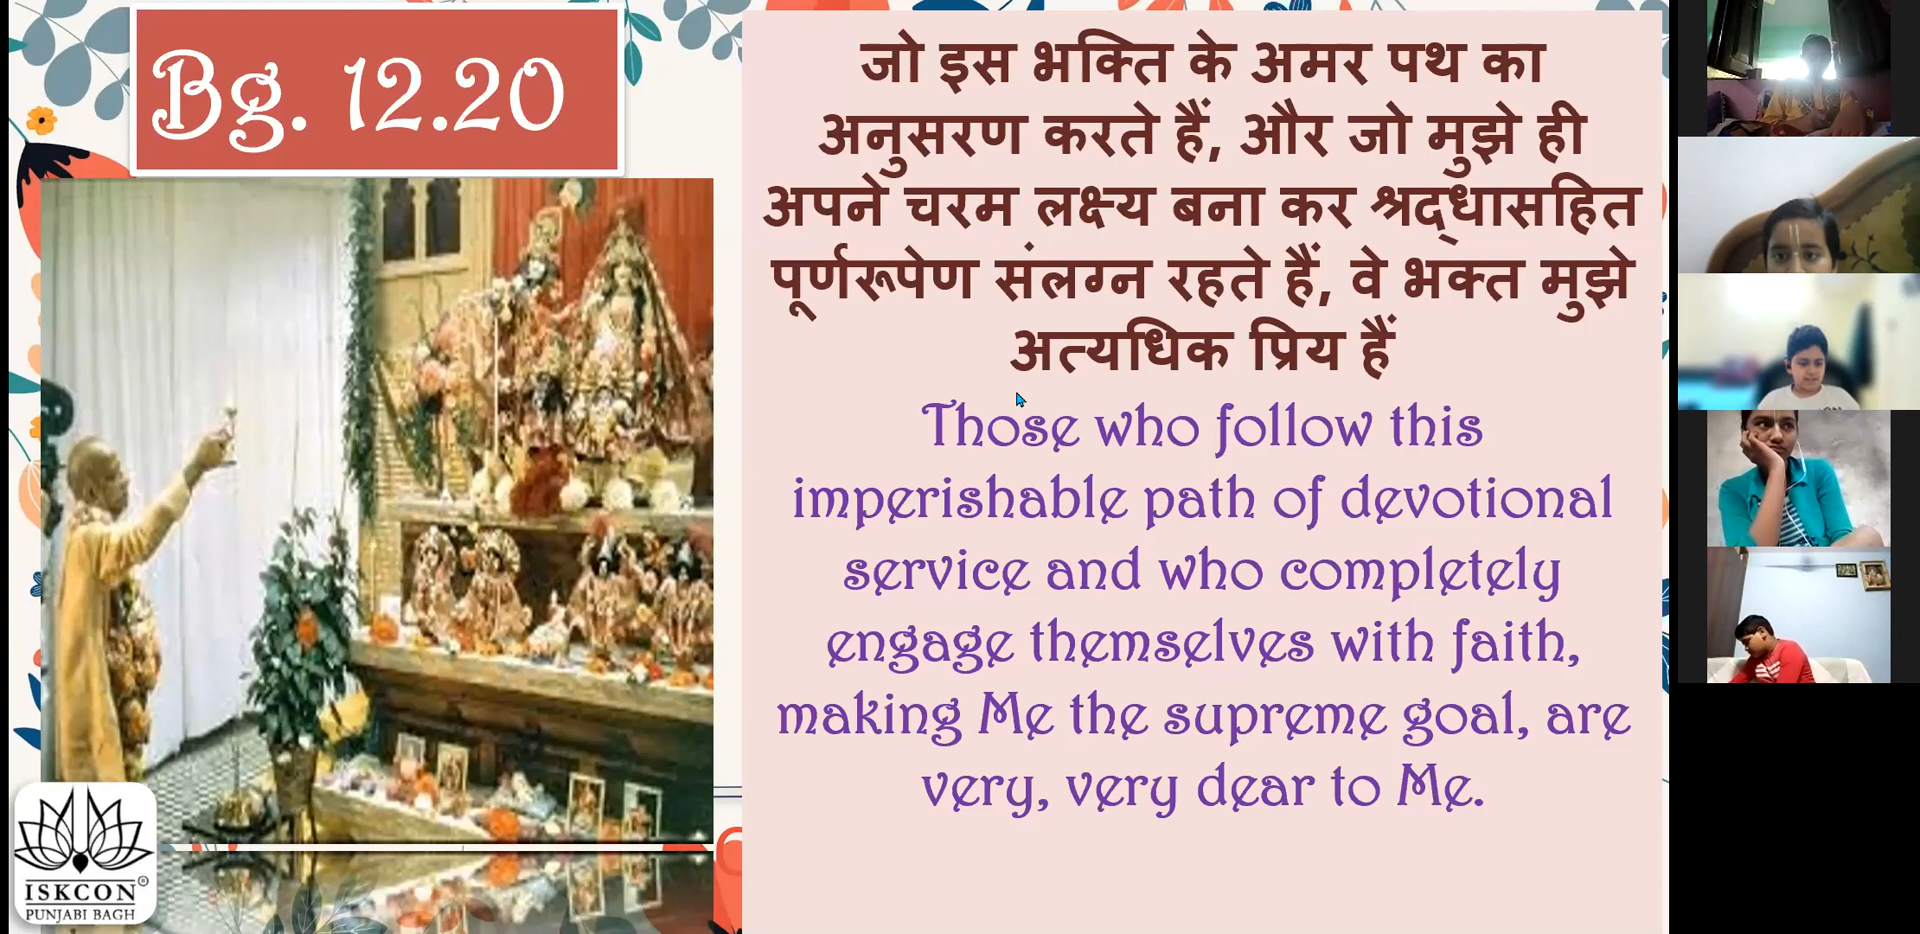 Bg. 12.20
जो इस भक्ति के अमर पथ का
अनुसरण करते हैं, और जो मुझे ही
अपने चरम लक्ष्य बना कर श्रद्धासहित
पूर्णरूपेण संलग्न रहते हैं, वे भक्त मुझे
अत्यधिक प्रिय हैं
Those who follow this
imperishable path of devotional
service and who completely
engage themselves with faith,
making Me the supreme goal, are
very, very dear to Me.
ISKCON®
PUNJABI BAGH